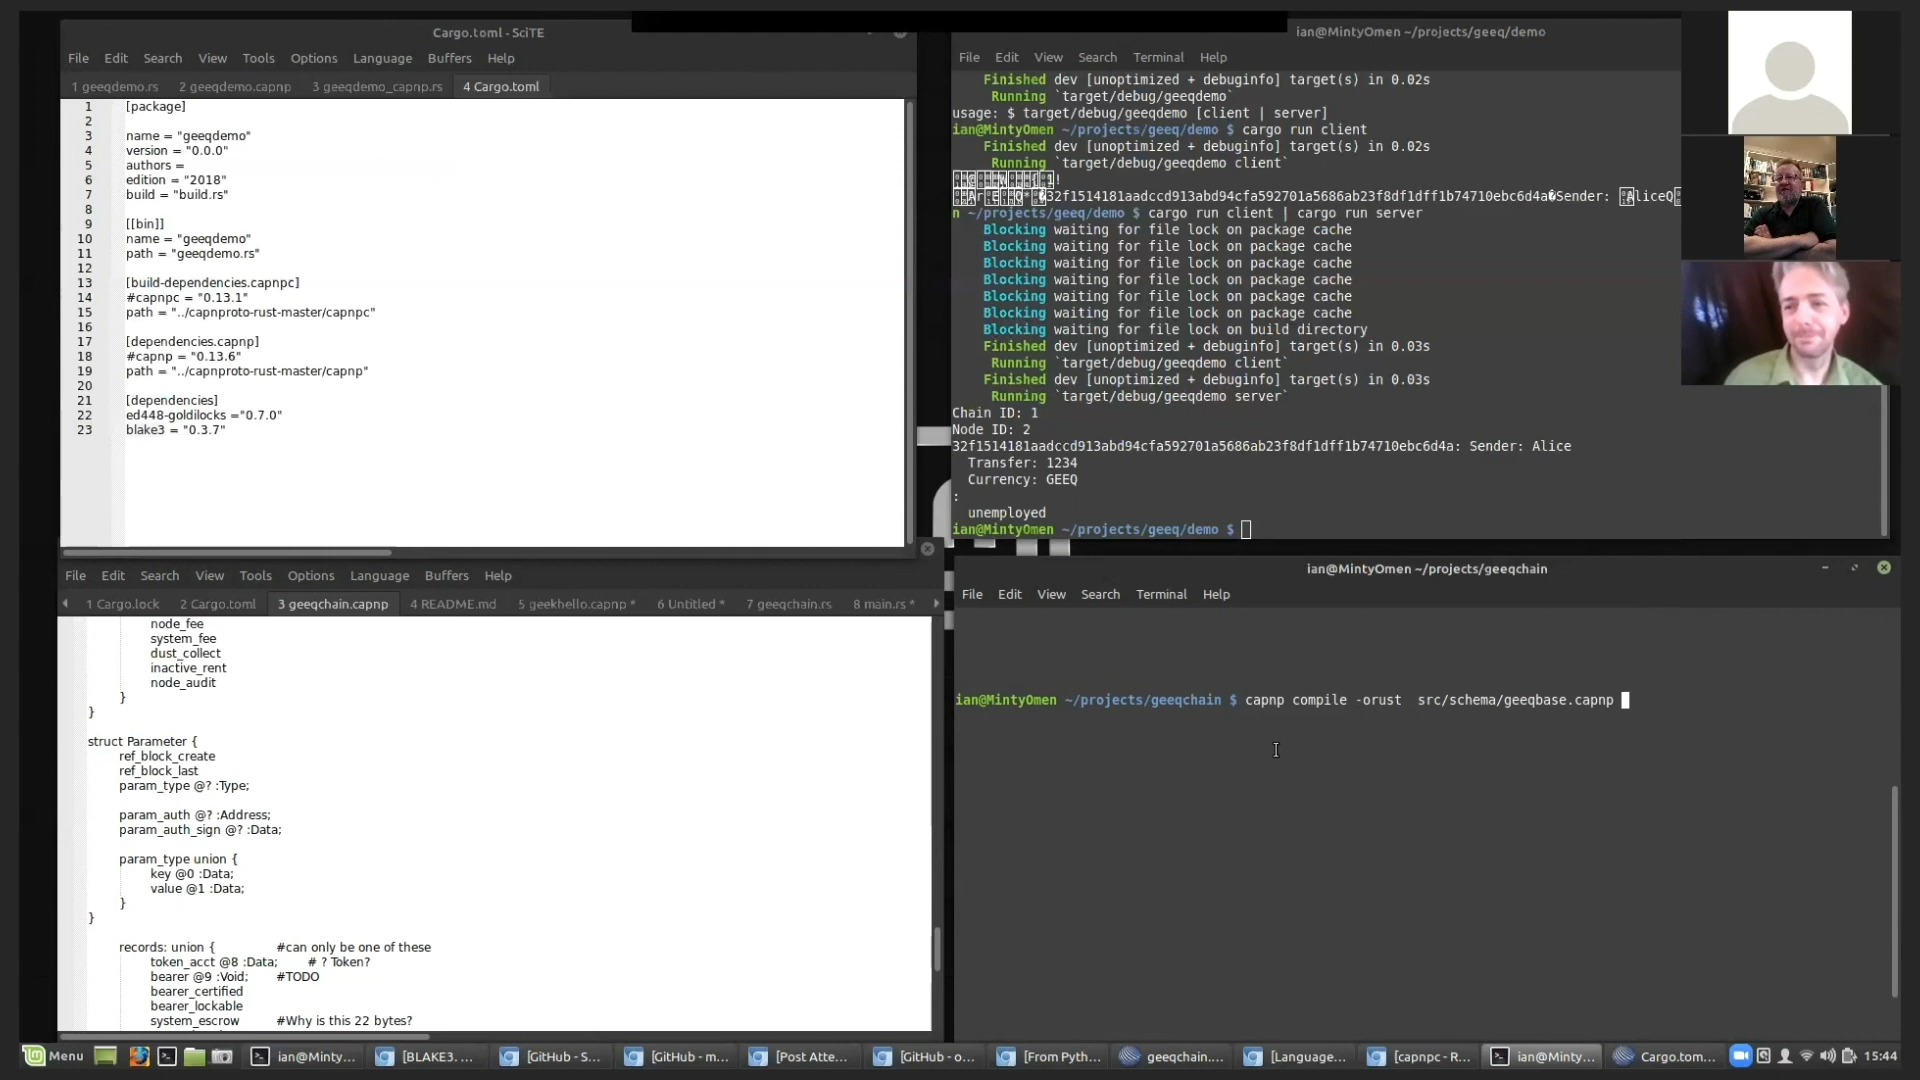 Cargo.toml - SciTE
File Edit Search View Tools Options Language Buffers Help
1 geeqdemo.rs 2 geeqdemo.capnp 3 geeqdemo_capnp.rs 4 Cargo.toml
1 [package]
2
3 name = "geeqdemo"
4 version = "0.0.0"
5 authors =
6 edition = "2018"
7 build = "build.rs"
8
9 [[bin]]
10 name = "geeqdemo"
11 path = "geeqdemo.rs"
12
13 [build-dependencies.capnpc]
14 #capnpc = "0.13.1"
15 path = "../capnproto-rust-master/capnpc"
16
17 [dependencies.capnp]
18 #capnp = "0.13.6"
19 path = "../capnproto-rust-master/capnp"
20
21 [dependencies]
22 ed448-goldilocks ="0.7.0"
23 blake3 = "0.3.7"
ian@MintyOmen ~/projects/geeq/demo
File Edit View Search Terminal Help
Finished dev [unoptimized + debuginfo] target(s) in 0.02s
Running `target/debug/geeqdemo`
usage: $ target/debug/geeqdemo [client | server]
ian@MintyOmen ~/projects/geeq/demo $ cargo run client
Finished dev [unoptimized + debuginfo] target(s) in 0.02s
Running `target/debug/geeqdemo client`
32f1514181aadccd913abd94cfa592701a5686ab23f8df1dff1b74710ebc6d4a�Sender: AliceQ
n ~/projects/geeq/demo $ cargo run client | cargo run server
Blocking waiting for file lock on package cache
Blocking waiting for file lock on package cache
Blocking waiting for file lock on package cache
Blocking waiting for file lock on package cache
Blocking waiting for file lock on package cache
Blocking waiting for file lock on package cache
Blocking waiting for file lock on build directory
Finished dev [unoptimized + debuginfo] target(s) in 0.03s
Running `target/debug/geeqdemo client`
Finished dev [unoptimized + debuginfo] target(s) in 0.03s
Running `target/debug/geeqdemo server`
Chain ID: 1
Node ID: 2
32f1514181aadccd913abd94cfa592701a5686ab23f8df1dff1b74710ebc6d4a: Sender: Alice
Transfer: 1234
Currency: GEEQ
:
unemployed
ian@MintyOmen ~/projects/geeq/demo $
File Edit Search View Tools Options Language Buffers Help
1 Cargo.lock 2 Cargo.toml 3 geeqchain.capnp 4 README.md 5 geekhello.capnp * 6 Untitled * 7 geeqchain.rs 8 main.rs *
node_fee
system_fee
dust_collect
inactive_rent
node_audit
}
}
struct Parameter {
ref_block_create
ref_block_last
param_type @? :Type;
param_auth @? :Address;
param_auth_sign @? :Data;
param_type union {
key @0 :Data;
value @1 :Data;
}
}
records: union { #can only be one of these
token_acct @8 :Data; # ? Token?
bearer @9 :Void; #TODO
bearer_certified
bearer_lockable
system_escrow #Why is this 22 bytes?
ian@MintyOmen ~/projects/geeqchain
File Edit View Search Terminal Help
ian@MintyOmen ~/projects/geeqchain $ capnp compile -orust src/schema/geeqbase.capnp
Menu ian@Minty... [BLAKE3. ... [GitHub - S... [GitHub - m... [Post Atte... [GitHub - o... [From Pyth... geeqchain.... [Language... [capnpc - R... ian@Minty... Cargo.tom... 15:44